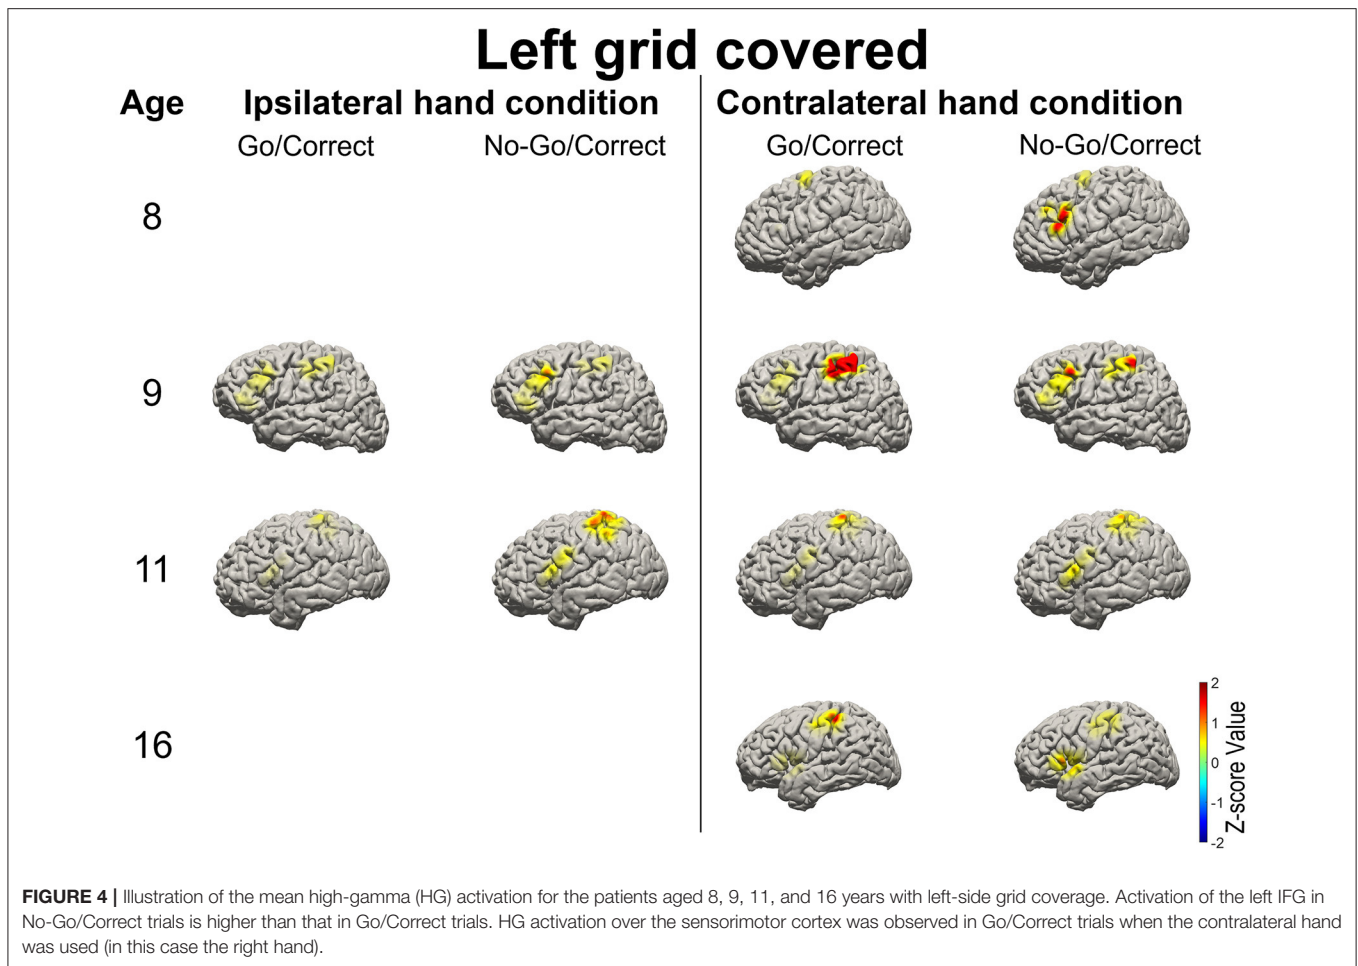 Left grid covered
Age Ipsilateral hand condition Contralateral hand condition
Go/Correct No-Go/Correct Go/Correct No-Go/Correct
8
9
11
16
2
1
0
-1
-2
Z-score Value
FIGURE 4 | Illustration of the mean high-gamma (HG) activation for the patients aged 8, 9, 11, and 16 years with left-side grid coverage. Activation of the left IFG in
No-Go/Correct trials is higher than that in Go/Correct trials. HG activation over the sensorimotor cortex was observed in Go/Correct trials when the contralateral hand
was used (in this case the right hand).